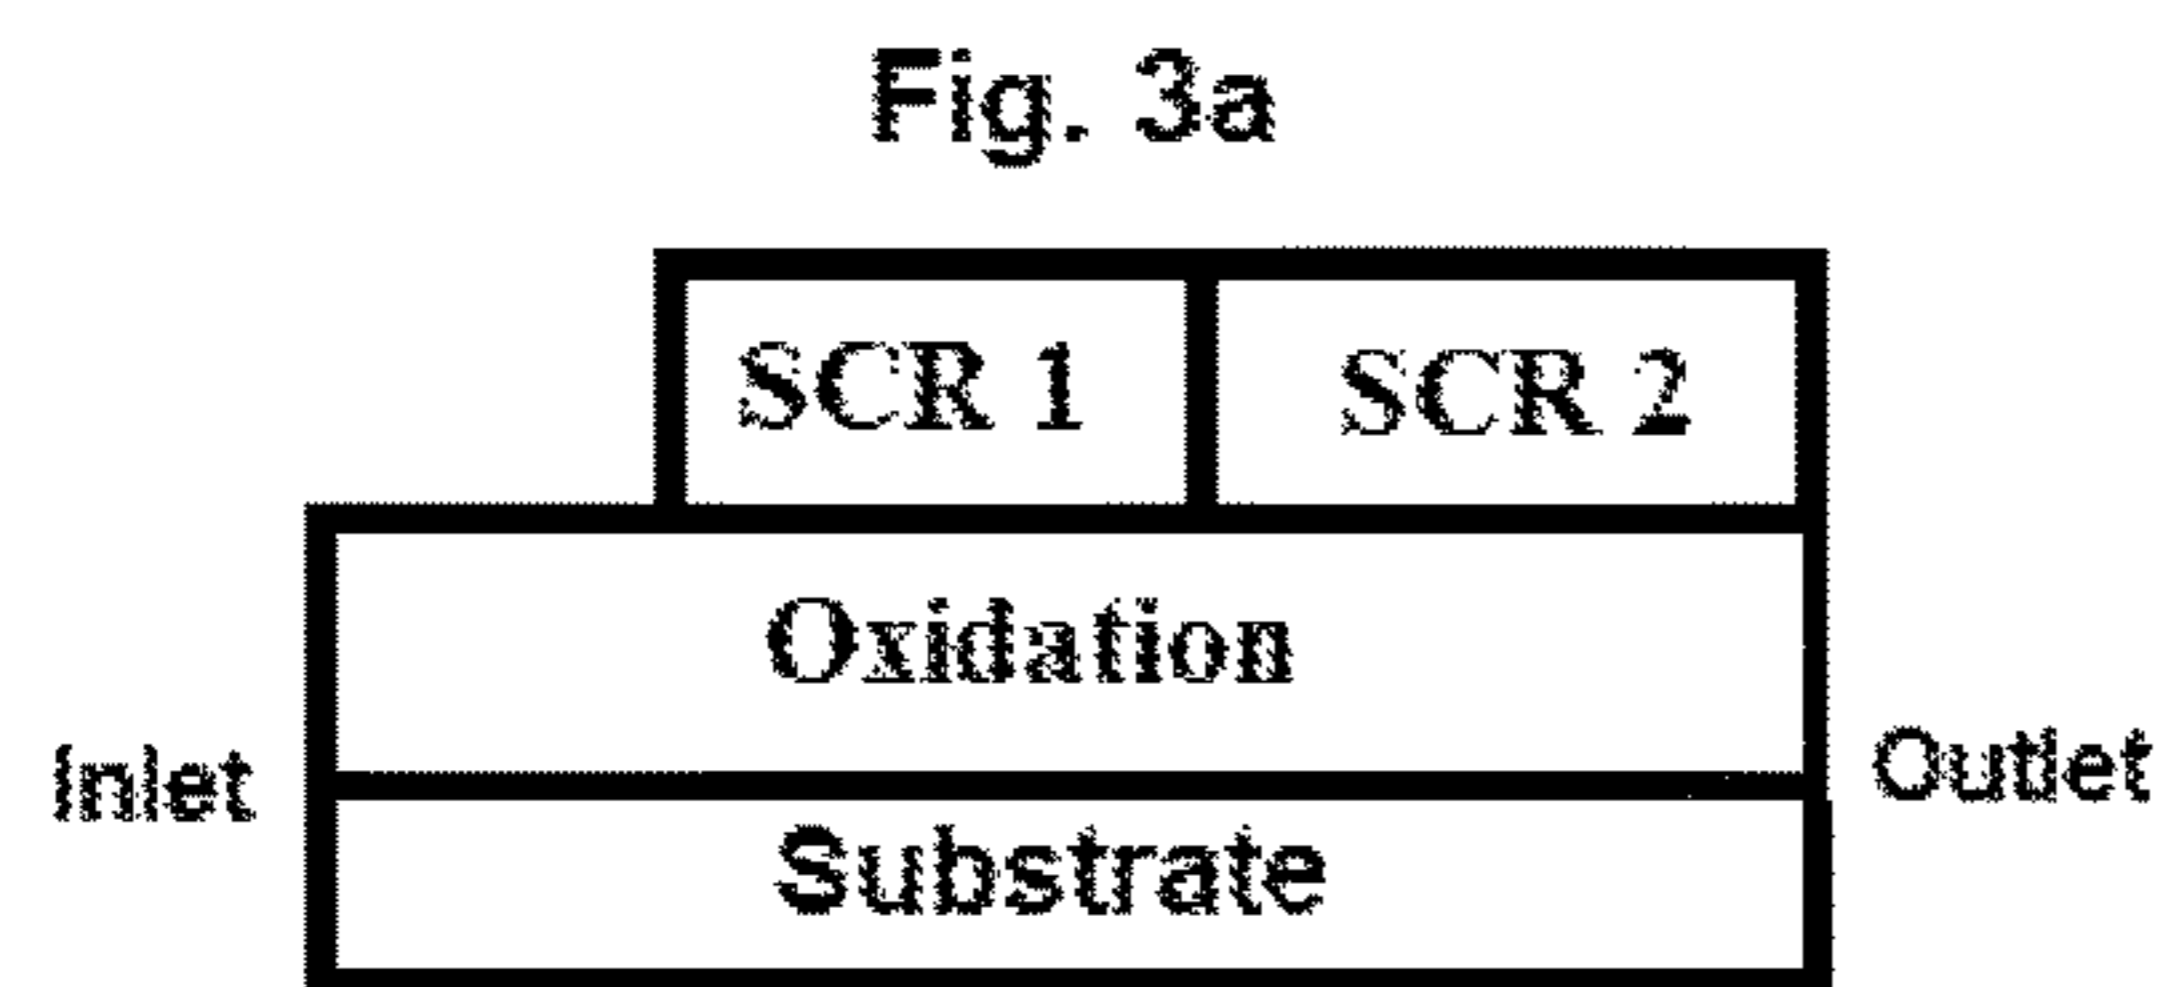 Fig. 3a
SCR 1 SCR 2
Oxidation
Inlet Outlet
Substrate